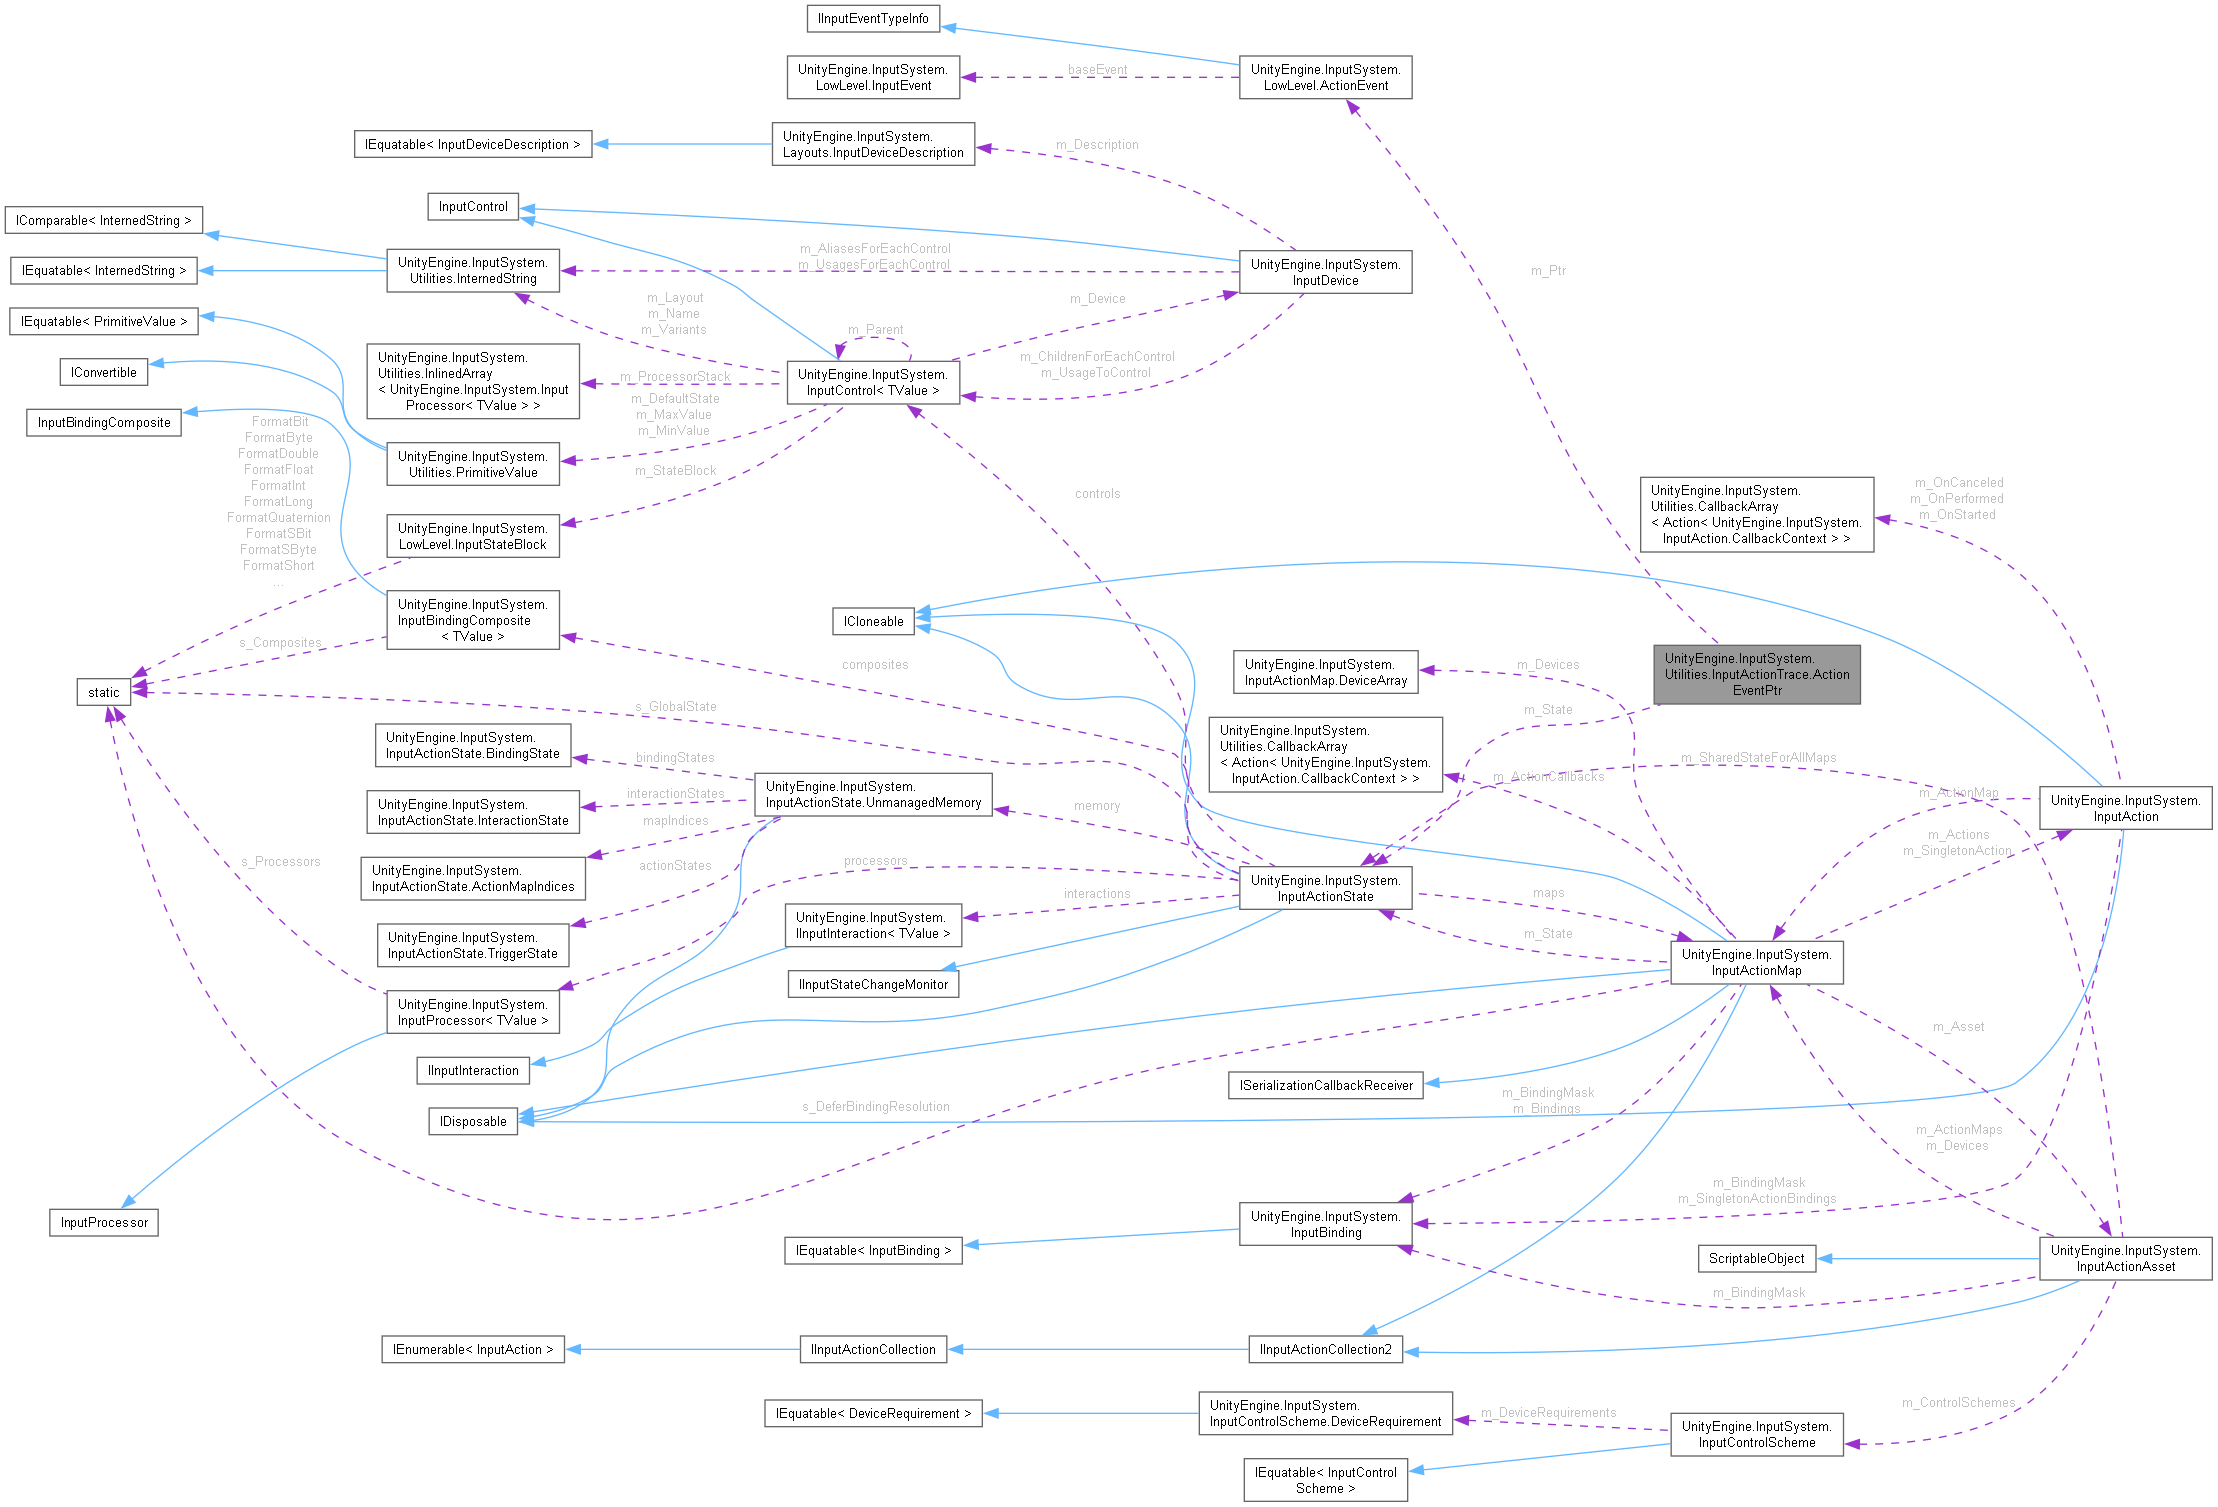 IInputEventTypeInfo
UnityEngine.InputSystem.
LowLevel.InputEvent
baseEvent
UnityEngine.InputSystem.
LowLevel.ActionEvent
IEquatable< InputDeviceDescription >
UnityEngine.InputSystem.
Layouts.InputDeviceDescription
m_Description
InputControl
IComparable< InternedString >
IEquatable< InternedString >
UnityEngine.InputSystem.
Utilities.InternedString
m_AliasesForEachControl
m_UsagesForEachControl
UnityEngine.InputSystem.
InputDevice
m_Ptr
m_Layout
m_Name
m_Variants
m_Device
IEquatable< PrimitiveValue >
m_Parent
IConvertible
UnityEngine.InputSystem.
Utilities.InlinedArray
< UnityEngine.InputSystem.Input
Processor< TValue > >
m_ProcessorStack
UnityEngine.InputSystem.
InputControl< TValue >
m_ChildrenForEachControl
m_UsageToControl
m_DefaultState
m_MaxValue
m_MinValue
InputBindingComposite
UnityEngine.InputSystem.
Utilities.PrimitiveValue
m_StateBlock
FormatBit
FormatByte
FormatDouble
FormatFloat
FormatInt
FormatLong
FormatQuaternion
FormatSBit
FormatSByte
FormatShort
...
controls
UnityEngine.InputSystem.
Utilities.CallbackArray
< Action< UnityEngine.InputSystem.
InputAction.CallbackContext > >
m_OnCanceled
m_OnPerformed
m_OnStarted
UnityEngine.InputSystem.
LowLevel.InputStateBlock
UnityEngine.InputSystem.
InputBindingComposite
< TValue >
ICloneable
s_Composites
composites
UnityEngine.InputSystem.
InputActionMap.DeviceArray
m_Devices
UnityEngine.InputSystem.
Utilities.InputActionTrace.Action
EventPtr
static
s_GlobalState
m_State
UnityEngine.InputSystem.
InputActionState.BindingState
bindingStates
UnityEngine.InputSystem.
Utilities.CallbackArray
< Action< UnityEngine.InputSystem.
InputAction.CallbackContext > >
m_ActionCallbacks
m_SharedStateForAllMaps
UnityEngine.InputSystem.
InputActionState.InteractionState
interactionStates
UnityEngine.InputSystem.
InputActionState.UnmanagedMemory
memory
m_ActionMap
UnityEngine.InputSystem.
InputAction
mapIndices
m_Actions
m_SingletonAction
s_Processors
UnityEngine.InputSystem.
InputActionState.ActionMapIndices
actionStates
processors
UnityEngine.InputSystem.
InputActionState
interactions
maps
UnityEngine.InputSystem.
InputActionState.TriggerState
UnityEngine.InputSystem.
IInputInteraction< TValue >
m_State
UnityEngine.InputSystem.
InputActionMap
IInputStateChangeMonitor
UnityEngine.InputSystem.
InputProcessor< TValue >
m_Asset
IInputInteraction
ISerializationCallbackReceiver
IDisposable
s_DeferBindingResolution
m_BindingMask
m_Bindings
m_ActionMaps
m_Devices
m_BindingMask
m_SingletonActionBindings
InputProcessor
UnityEngine.InputSystem.
InputBinding
IEquatable< InputBinding >
ScriptableObject
UnityEngine.InputSystem.
InputActionAsset
m_BindingMask
IEnumerable< InputAction >
IInputActionCollection
IInputActionCollection2
IEquatable< DeviceRequirement >
UnityEngine.InputSystem.
InputControlScheme.DeviceRequirement
m_DeviceRequirements
m_ControlSchemes
UnityEngine.InputSystem.
InputControlScheme
IEquatable< InputControl
Scheme >